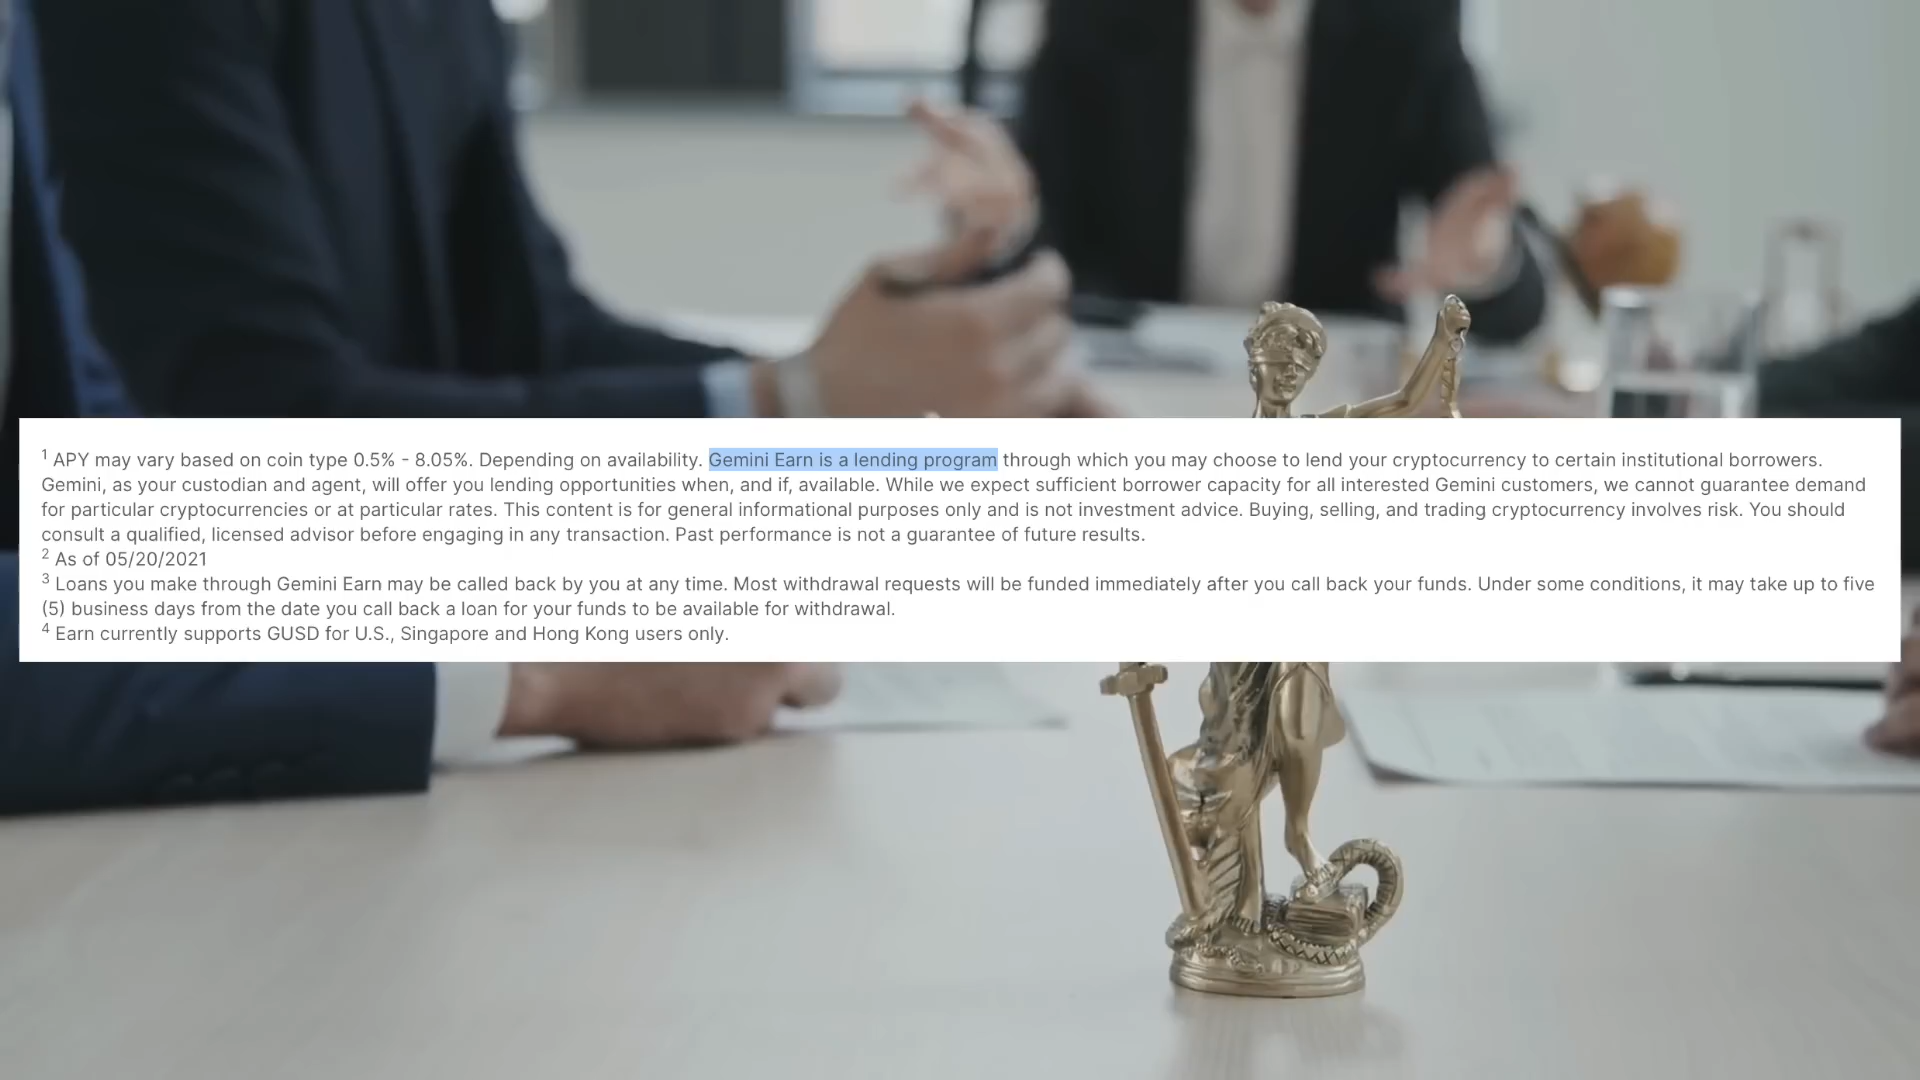 ¹ APY may vary based on coin type 0.5% - 8.05%. Depending on availability. Gemini Earn is a lending program through which you may choose to lend your cryptocurrency to certain institutional borrowers.
Gemini, as your custodian and agent, will offer you lending opportunities when, and if, available. While we expect sufficient borrower capacity for all interested Gemini customers, we cannot guarantee demand
for particular cryptocurrencies or at particular rates. This content is for general informational purposes only and is not investment advice. Buying, selling, and trading cryptocurrency involves risk. You should
consult a qualified, licensed advisor before engaging in any transaction. Past performance is not a guarantee of future results.
² As of 05/20/2021
³ Loans you make through Gemini Earn may be called back by you at any time. Most withdrawal requests will be funded immediately after you call back your funds. Under some conditions, it may take up to five
(5) business days from the date you call back a loan for your funds to be available for withdrawal.
⁴ Earn currently supports GUSD for U.S., Singapore and Hong Kong users only.